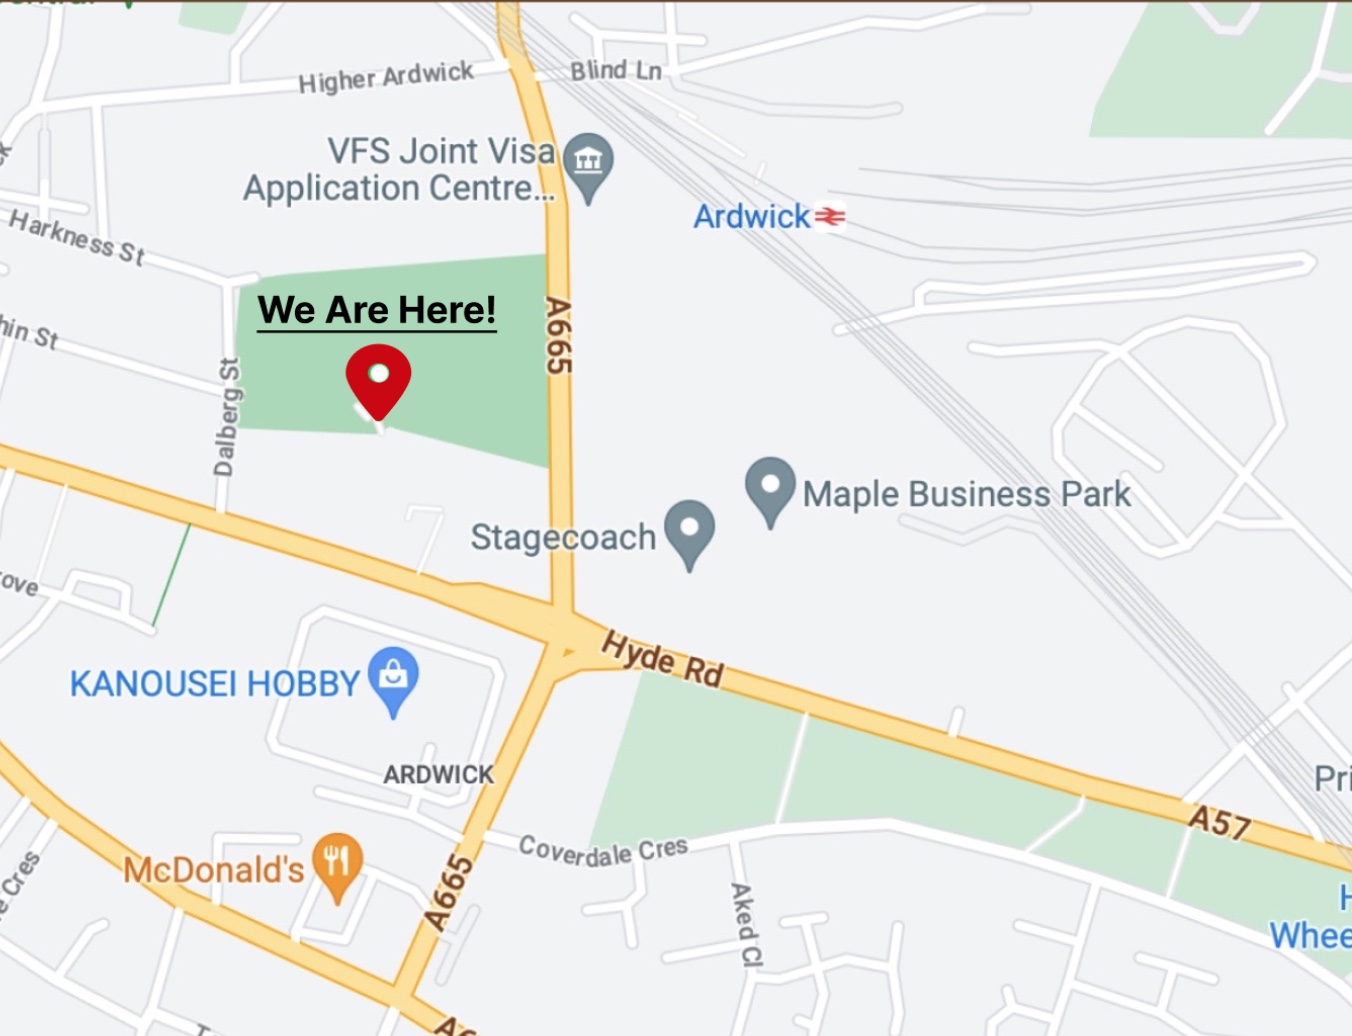 Higher Ardwick
Blind Ln
VFS Joint Visa
Application Centre...
Ardwick
Harkness St
We Are Here!
A665
Dalberg St
Maple Business Park
Stagecoach
Hyde Rd
KANOUSEI HOBBY
ARDWICK
A57
Coverdale Cres
McDonald's
A665
Aked Cl